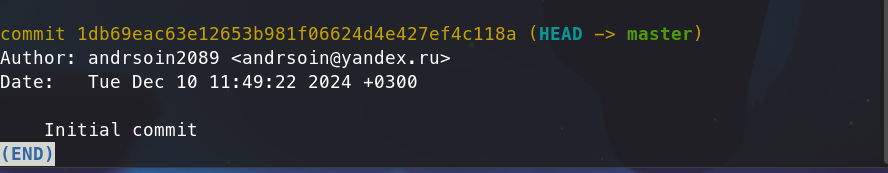 commit 1db69eac63e12653b981f06624d4e427ef4c118a (HEAD -> master)
Author: andrsoin2089 <andrsoin@yandex.ru>
Date:   Tue Dec 10 11:49:22 2024 +0300
    Initial commit
(END)